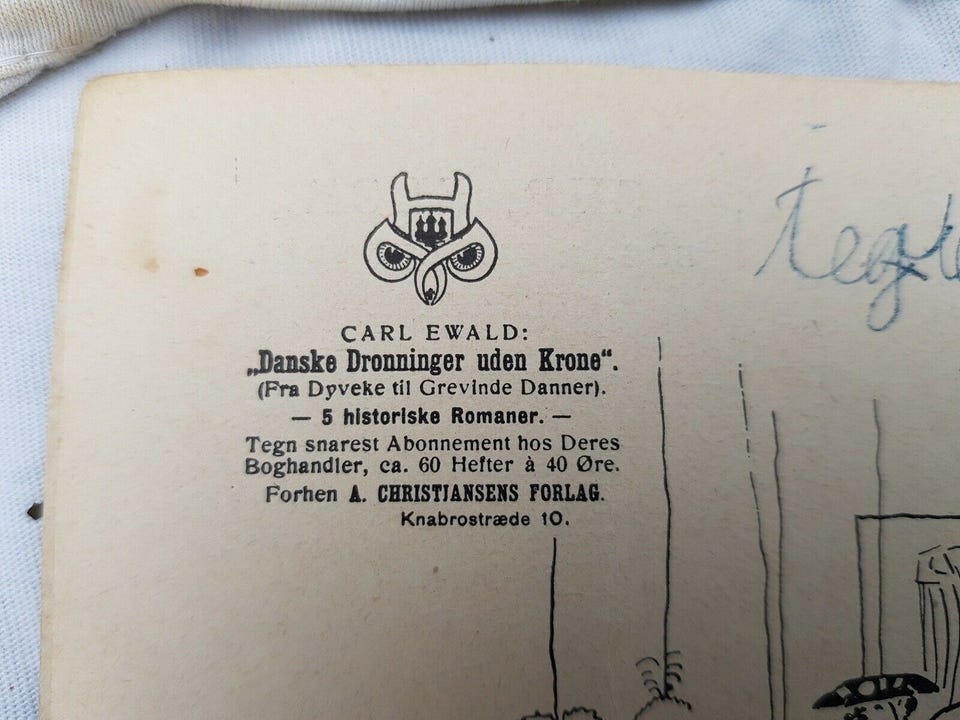 CARL EWALD:
„Danske Dronninger uden Krone“.
(Fra Dyveke til Grevinde Danner).
— 5 historiske Romaner. —
Tegn snarest Abonnement hos Deres
Boghandler, ca. 60 Hefter à 40 Øre.
Forhen A. CHRISTIANSENS FORLAG.
Knabrostræde 10.